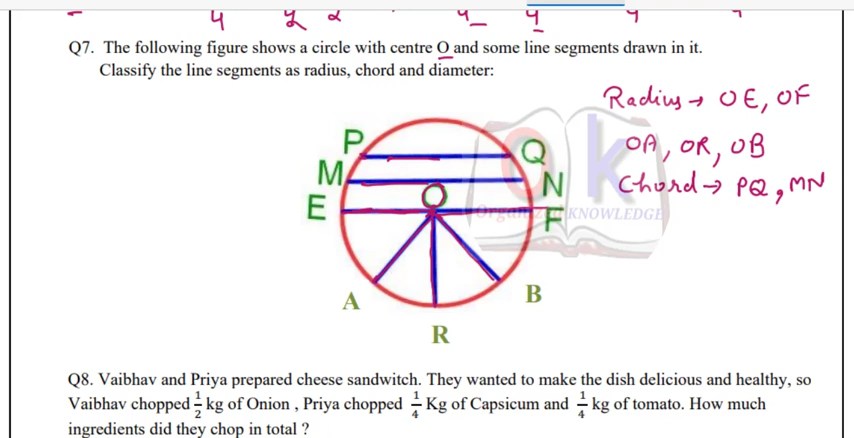 Q7. The following figure shows a circle with centre O and some line segments drawn in it.
Classify the line segments as radius, chord and diameter:
Radius → OE, OF
OA, OR, OB
Chord → PQ, MN
P
Q
M
N
O
E
F
Organized KNOWLEDGE
A
B
R
Q8. Vaibhav and Priya prepared cheese sandwitch. They wanted to make the dish delicious and healthy, so
Vaibhav chopped 1/2 kg of Onion , Priya chopped 1/4 Kg of Capsicum and 1/4 kg of tomato. How much
ingredients did they chop in total ?